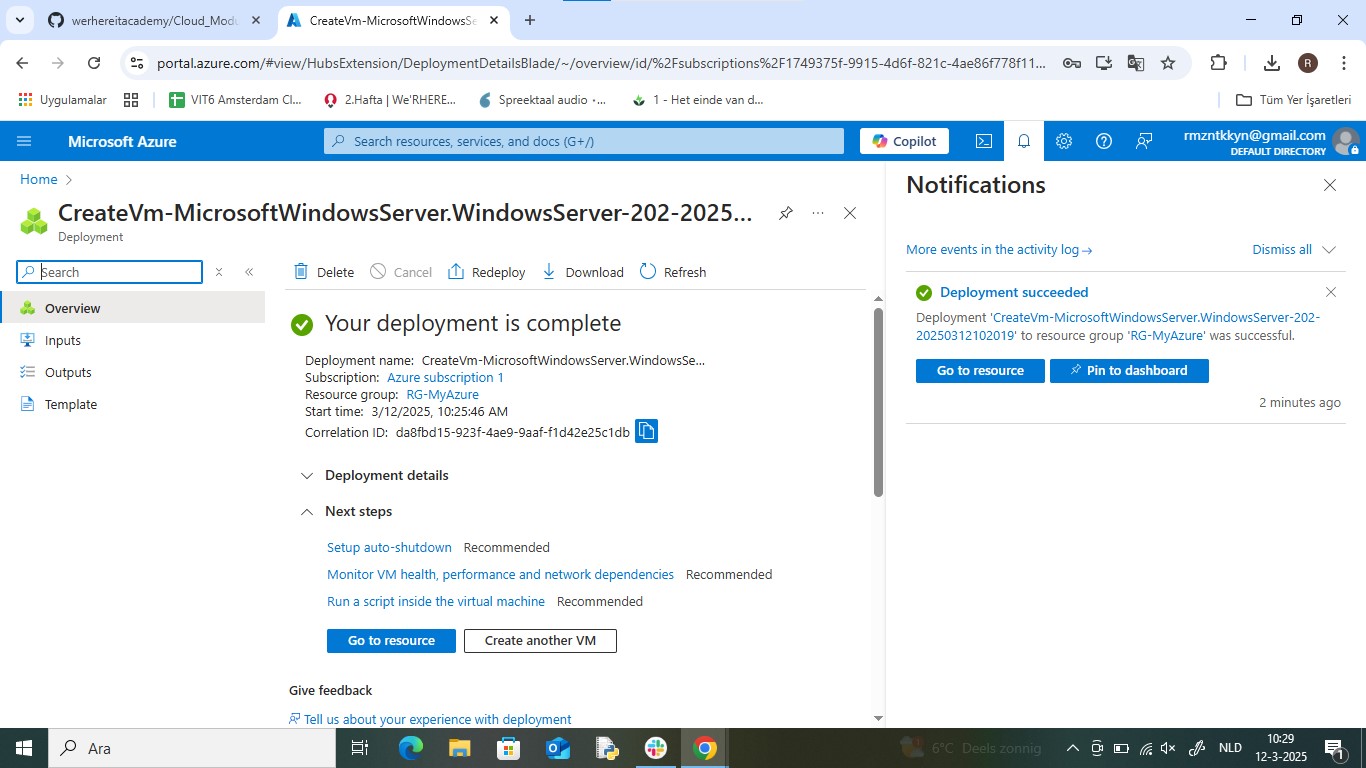 werhereitacademy/Cloud_Modu
CreateVm-MicrosoftWindowsSe
portal.azure.com/#view/HubsExtension/DeploymentDetailsBlade/~/overview/id/%2Fsubscriptions%2F1749375f-9915-4d6f-821c-4ae86f778f11...
R
Uygulamalar
VIT6 Amsterdam Cl...
2.Hafta | We'RHERE...
Spreektaal audio •...
1 - Het einde van d...
Tüm Yer İşaretleri
Microsoft Azure
Search resources, services, and docs (G+/)
Copilot
rmzntkkyn@gmail.com
DEFAULT DIRECTORY
Home
CreateVm-MicrosoftWindowsServer.WindowsServer-202-2025...
Deployment
Search
Delete
Cancel
Redeploy
Download
Refresh
Overview
Inputs
Outputs
Template
Your deployment is complete
Deployment name: CreateVm-MicrosoftWindowsServer.WindowsSe...
Subscription: Azure subscription 1
Resource group: RG-MyAzure
Start time: 3/12/2025, 10:25:46 AM
Correlation ID: da8fbd15-923f-4ae9-9aaf-f1d42e25c1db
Deployment details
Next steps
Setup auto-shutdown Recommended
Monitor VM health, performance and network dependencies Recommended
Run a script inside the virtual machine Recommended
Go to resource
Create another VM
Give feedback
Tell us about your experience with deployment
Notifications
More events in the activity log →
Dismiss all
Deployment succeeded
Deployment 'CreateVm-MicrosoftWindowsServer.WindowsServer-202-
20250312102019' to resource group 'RG-MyAzure' was successful.
Go to resource
Pin to dashboard
2 minutes ago
Ara
6°C Deels zonnig
NLD
10:29
12-3-2025
1